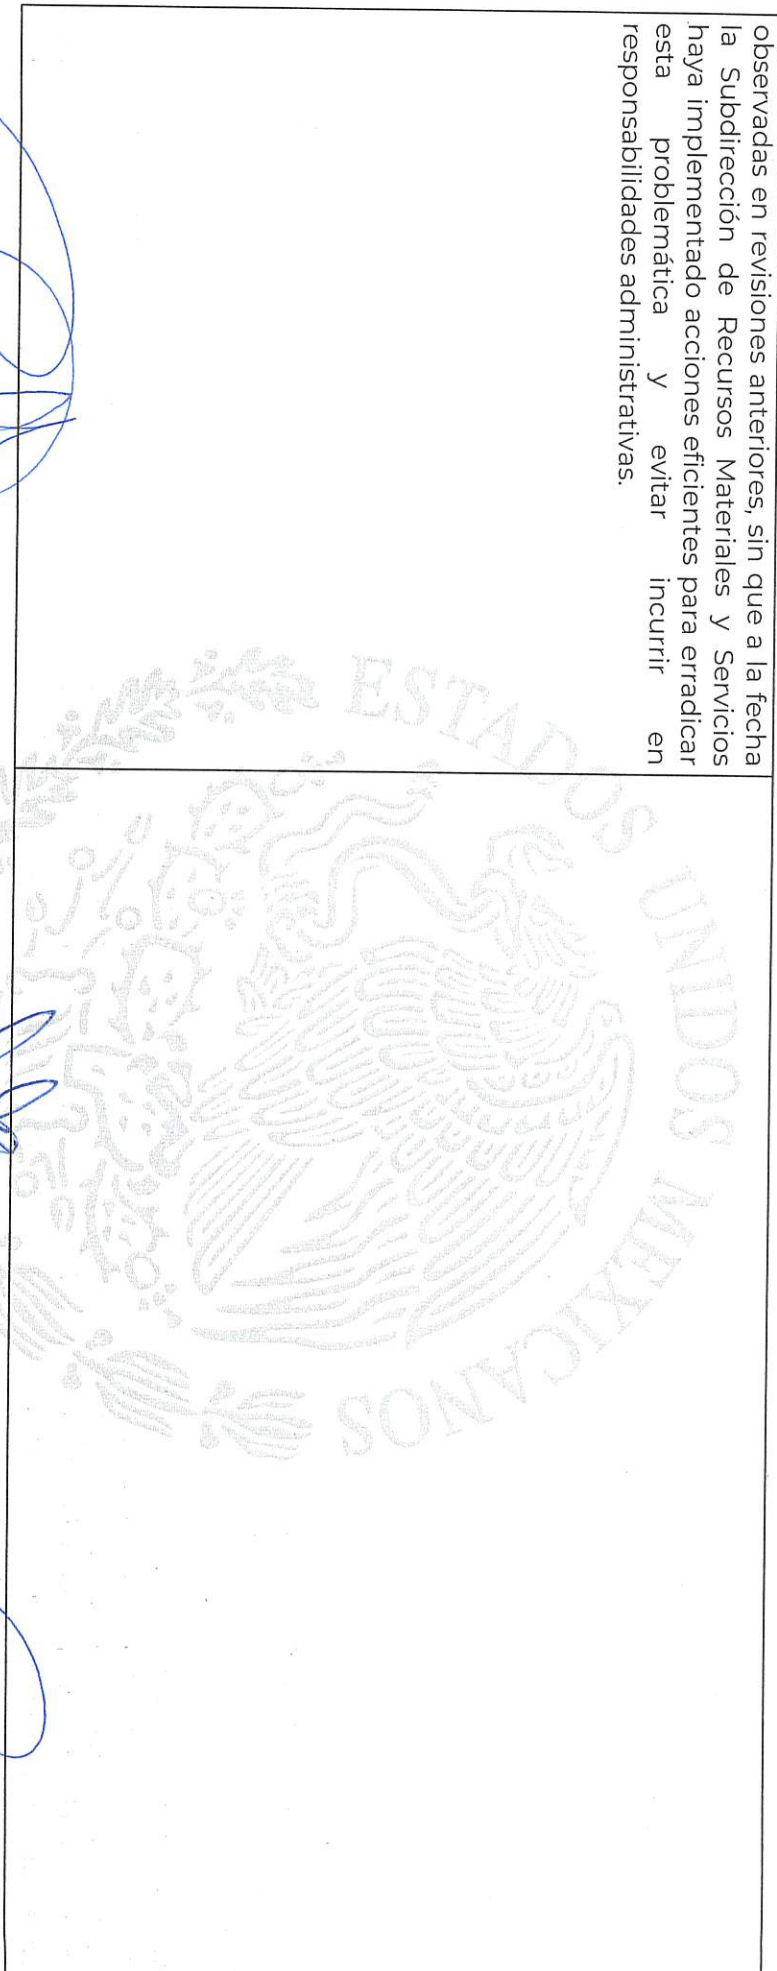 observadas en revisiones anteriores, sin que a la fecha
la Subdirección de Recursos Materiales y Servicios
haya implementado acciones eficientes para erradicar
esta problemática y evitar incurrir en
responsabilidades administrativas.
ESTADOS UNIDOS MEXICANOS